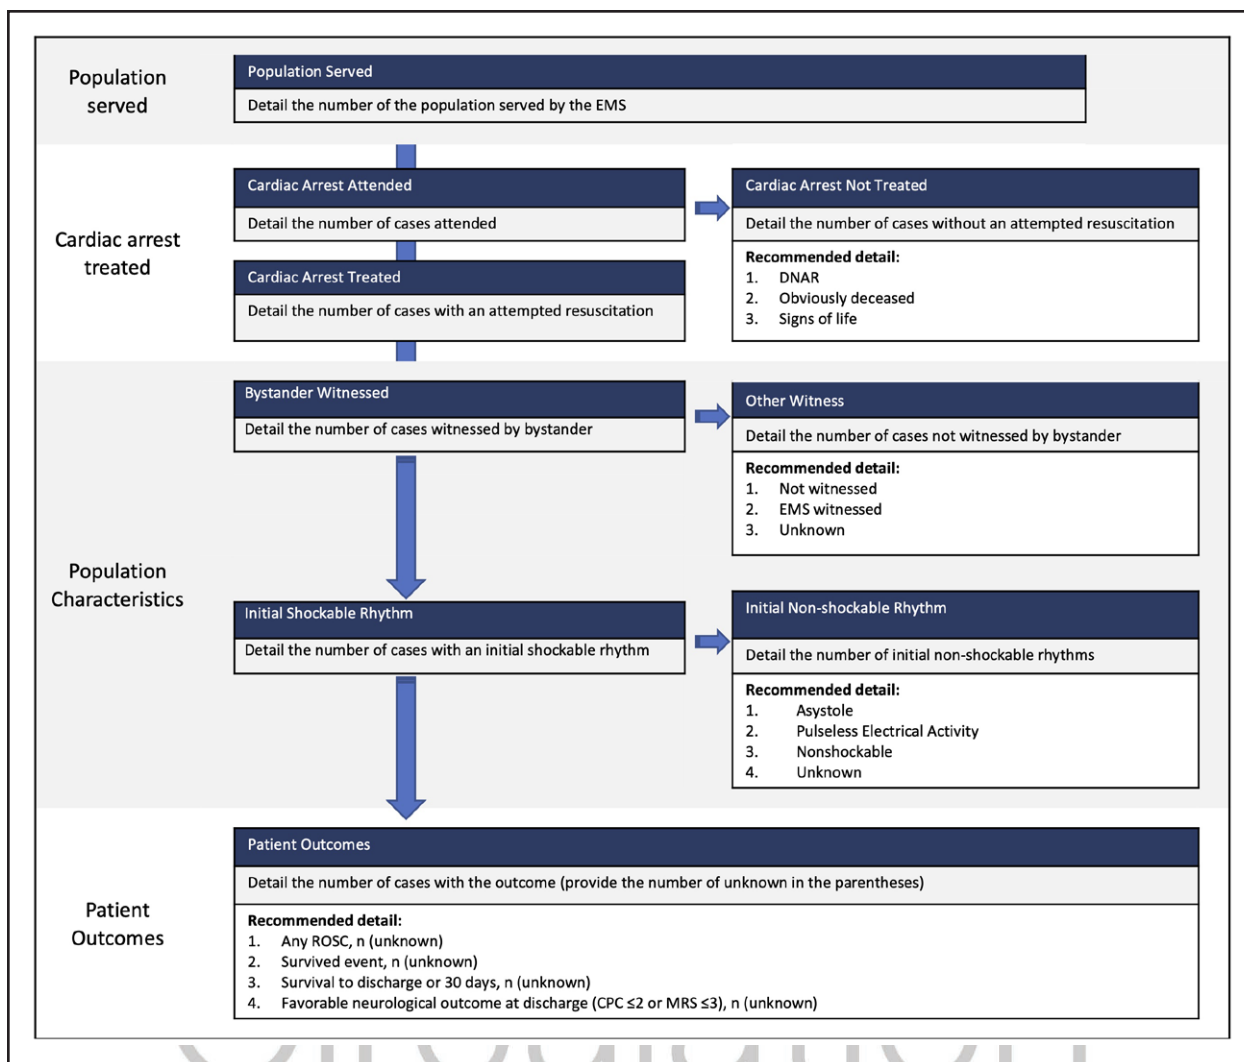 Population
served
Population Served
Detail the number of the population served by the EMS
Cardiac arrest
treated
Cardiac Arrest Attended
Detail the number of cases attended
Cardiac Arrest Not Treated
Detail the number of cases without an attempted resuscitation
Recommended detail:
1. DNAR
2. Obviously deceased
3. Signs of life
Cardiac Arrest Treated
Detail the number of cases with an attempted resuscitation
Population
Characteristics
Bystander Witnessed
Detail the number of cases witnessed by bystander
Other Witness
Detail the number of cases not witnessed by bystander
Recommended detail:
1. Not witnessed
2. EMS witnessed
3. Unknown
Initial Shockable Rhythm
Detail the number of cases with an initial shockable rhythm
Initial Non-shockable Rhythm
Detail the number of initial non-shockable rhythms
Recommended detail:
1. Asystole
2. Pulseless Electrical Activity
3. Nonshockable
4. Unknown
Patient
Outcomes
Patient Outcomes
Detail the number of cases with the outcome (provide the number of unknown in the parentheses)
Recommended detail:
1. Any ROSC, n (unknown)
2. Survived event, n (unknown)
3. Survival to discharge or 30 days, n (unknown)
4. Favorable neurological outcome at discharge (CPC ≤2 or MRS ≤3), n (unknown)
Circulation